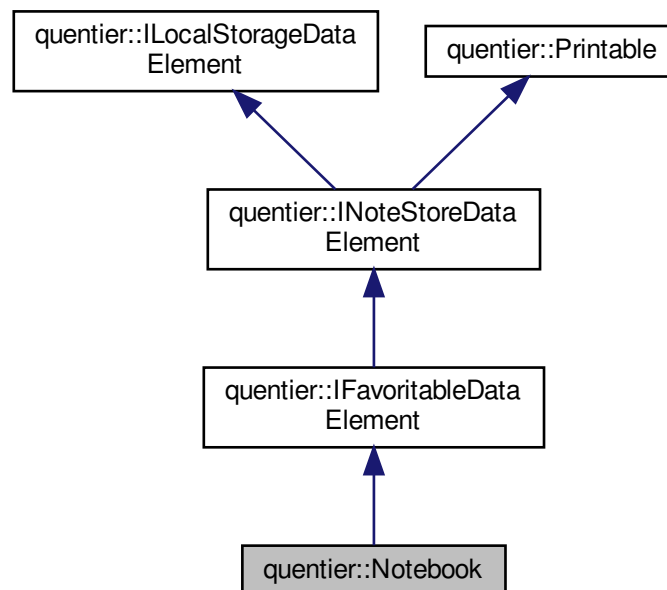 quentier::ILocalStorageData
Element
quentier::Printable
quentier::INoteStoreData
Element
quentier::IFavoritableData
Element
quentier::Notebook